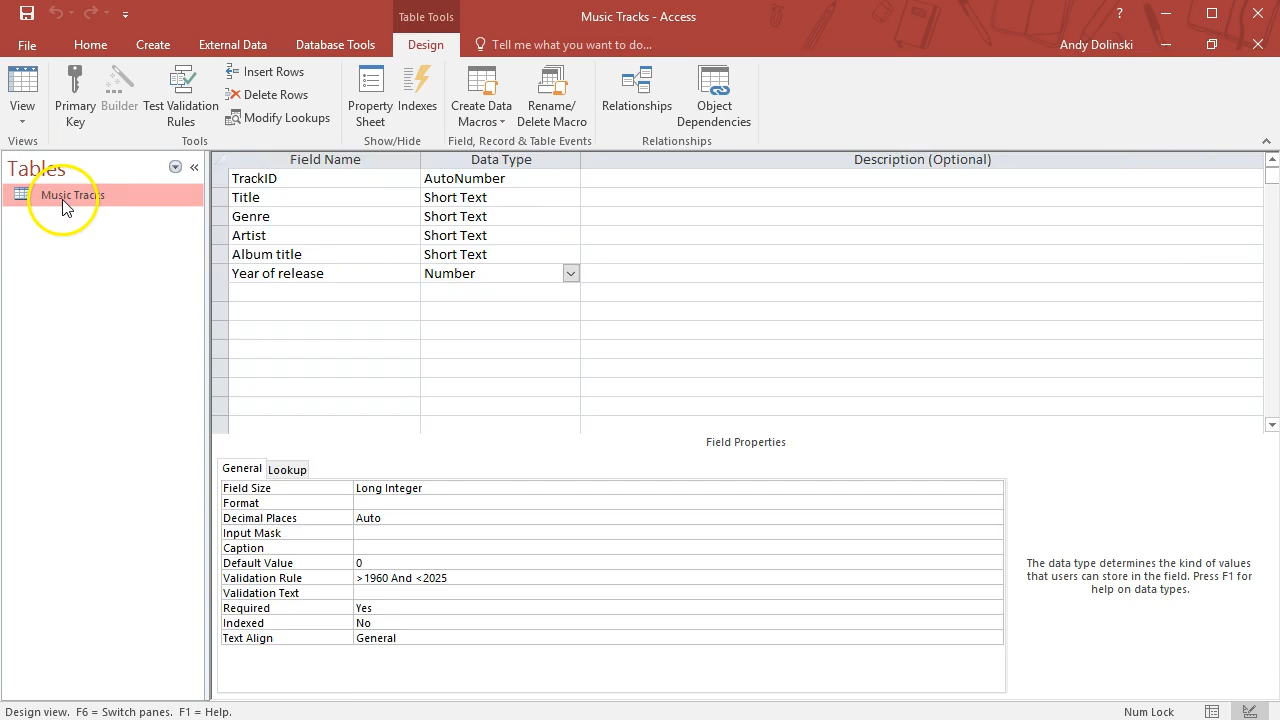 Table Tools
Music Tracks - Access
?
File
Home
Create
External Data
Database Tools
Design
Tell me what you want to do...
Andy Dolinski
View
Primary Key
Builder
Test Validation Rules
Insert Rows
Delete Rows
Modify Lookups
Property Sheet
Indexes
Create Data Macros
Rename/ Delete Macro
Relationships
Object Dependencies
Views
Tools
Show/Hide
Field, Record & Table Events
Relationships
Tables
Music Tracks
Field Name Data Type Description (Optional)
TrackID AutoNumber
Title Short Text
Genre Short Text
Artist Short Text
Album title Short Text
Year of release Number
Field Properties
General Lookup
Field Size Long Integer
Format
Decimal Places Auto
Input Mask
Caption
Default Value 0
Validation Rule >1960 And <2025
Validation Text
Required Yes
Indexed No
Text Align General
The data type determines the kind of values
that users can store in the field. Press F1 for
help on data types.
Design view. F6 = Switch panes. F1 = Help.
Num Lock